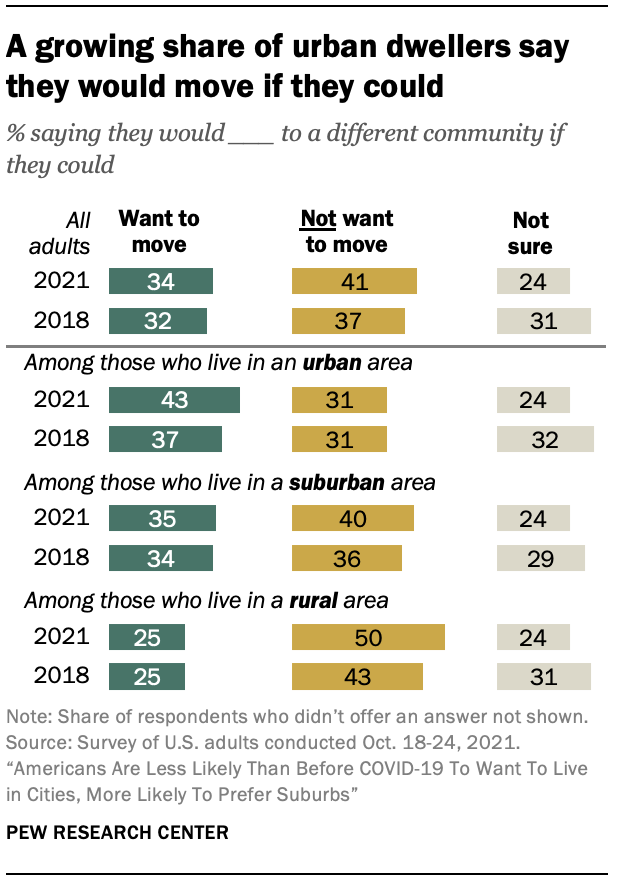 A growing share of urban dwellers say
they would move if they could
% saying they would ___ to a different community if
they could
All adults Want to move Not want to move Not sure
2021 34 41 24
2018 32 37 31
Among those who live in an urban area
2021 43 31 24
2018 37 31 32
Among those who live in a suburban area
2021 35 40 24
2018 34 36 29
Among those who live in a rural area
2021 25 50 24
2018 25 43 31
Note: Share of respondents who didn’t offer an answer not shown.
Source: Survey of U.S. adults conducted Oct. 18-24, 2021.
“Americans Are Less Likely Than Before COVID-19 To Want To Live
in Cities, More Likely To Prefer Suburbs”
PEW RESEARCH CENTER